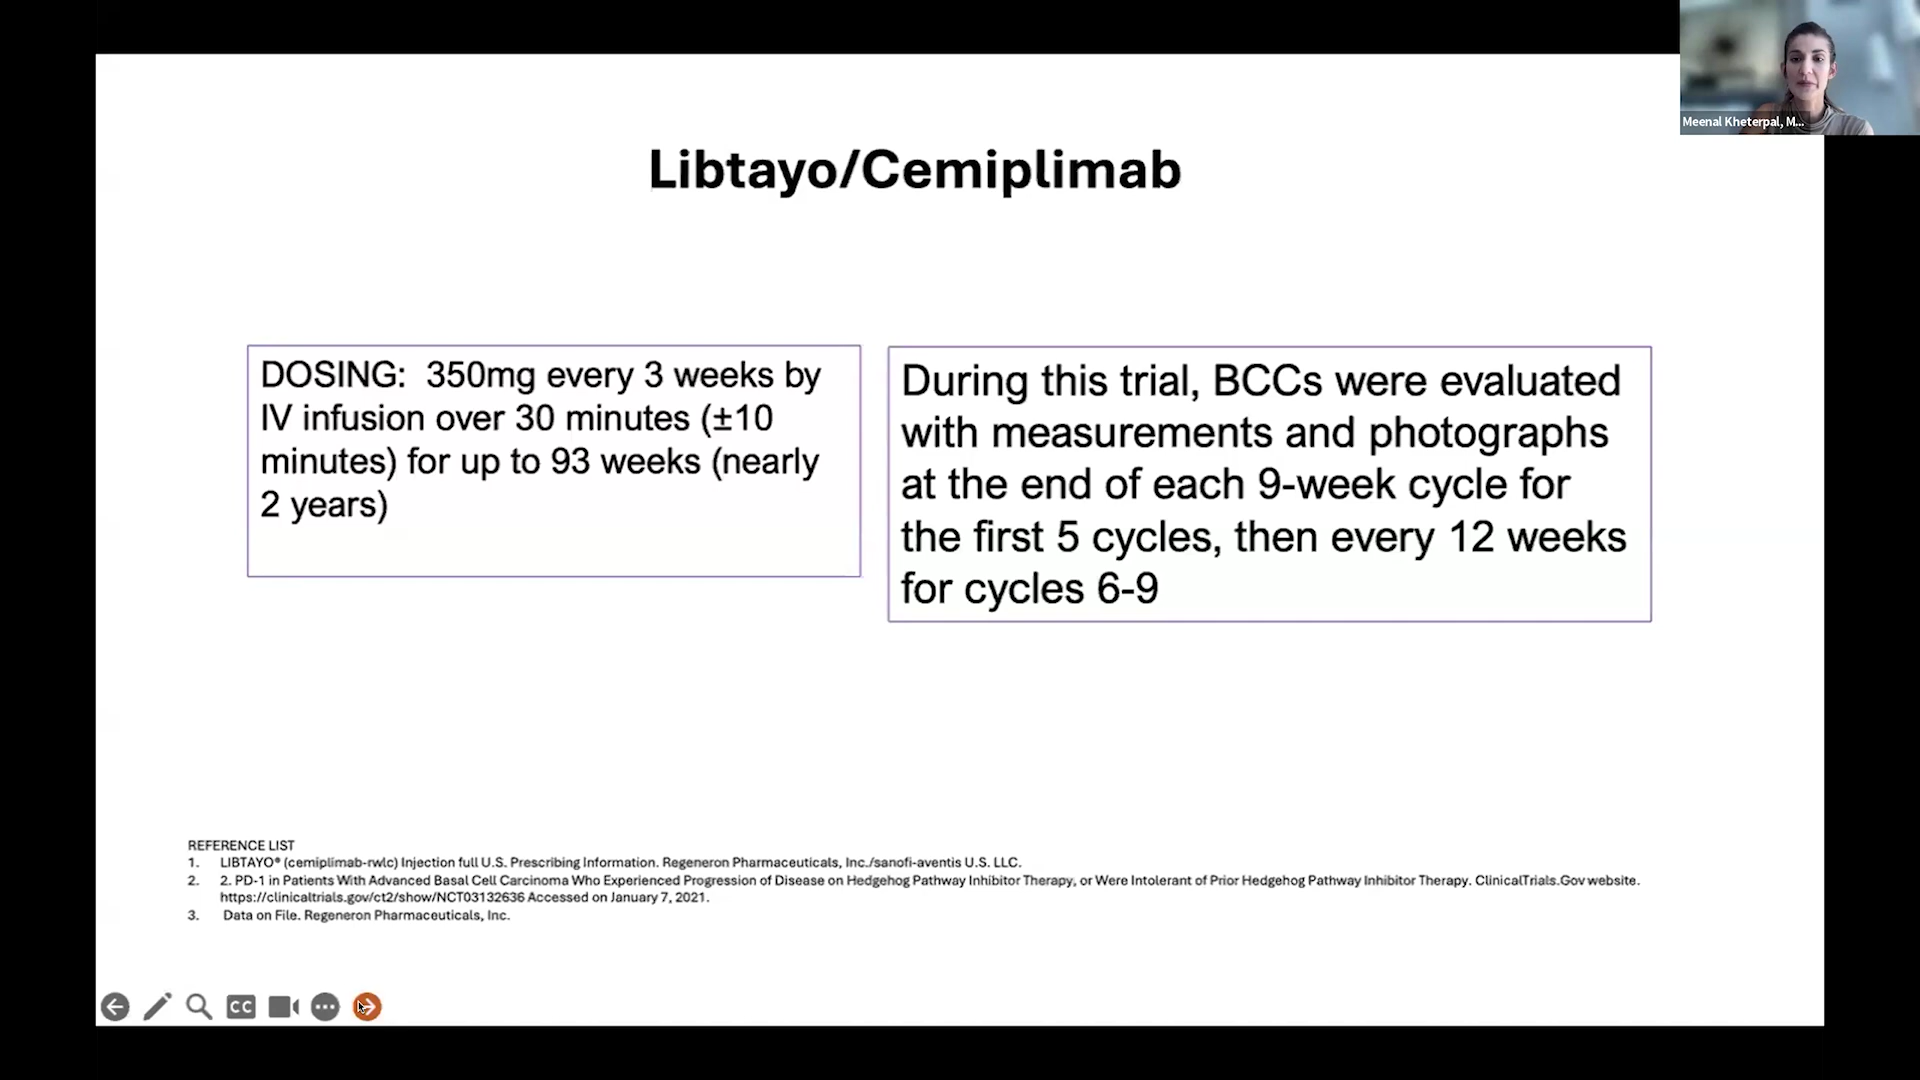 Meenal Kheterpal, M...
Libtayo/Cemiplimab
DOSING: 350mg every 3 weeks by
IV infusion over 30 minutes (±10
minutes) for up to 93 weeks (nearly
2 years)
During this trial, BCCs were evaluated
with measurements and photographs
at the end of each 9-week cycle for
the first 5 cycles, then every 12 weeks
for cycles 6-9
REFERENCE LIST
1. LIBTAYO® (cemiplimab-rwlc) Injection full U.S. Prescribing Information. Regeneron Pharmaceuticals, Inc./sanofi-aventis U.S. LLC.
2. 2. PD-1 in Patients With Advanced Basal Cell Carcinoma Who Experienced Progression of Disease on Hedgehog Pathway Inhibitor Therapy, or Were Intolerant of Prior Hedgehog Pathway Inhibitor Therapy. ClinicalTrials.Gov website.
https://clinicaltrials.gov/ct2/show/NCT03132636 Accessed on January 7, 2021.
3. Data on File. Regeneron Pharmaceuticals, Inc.
CC